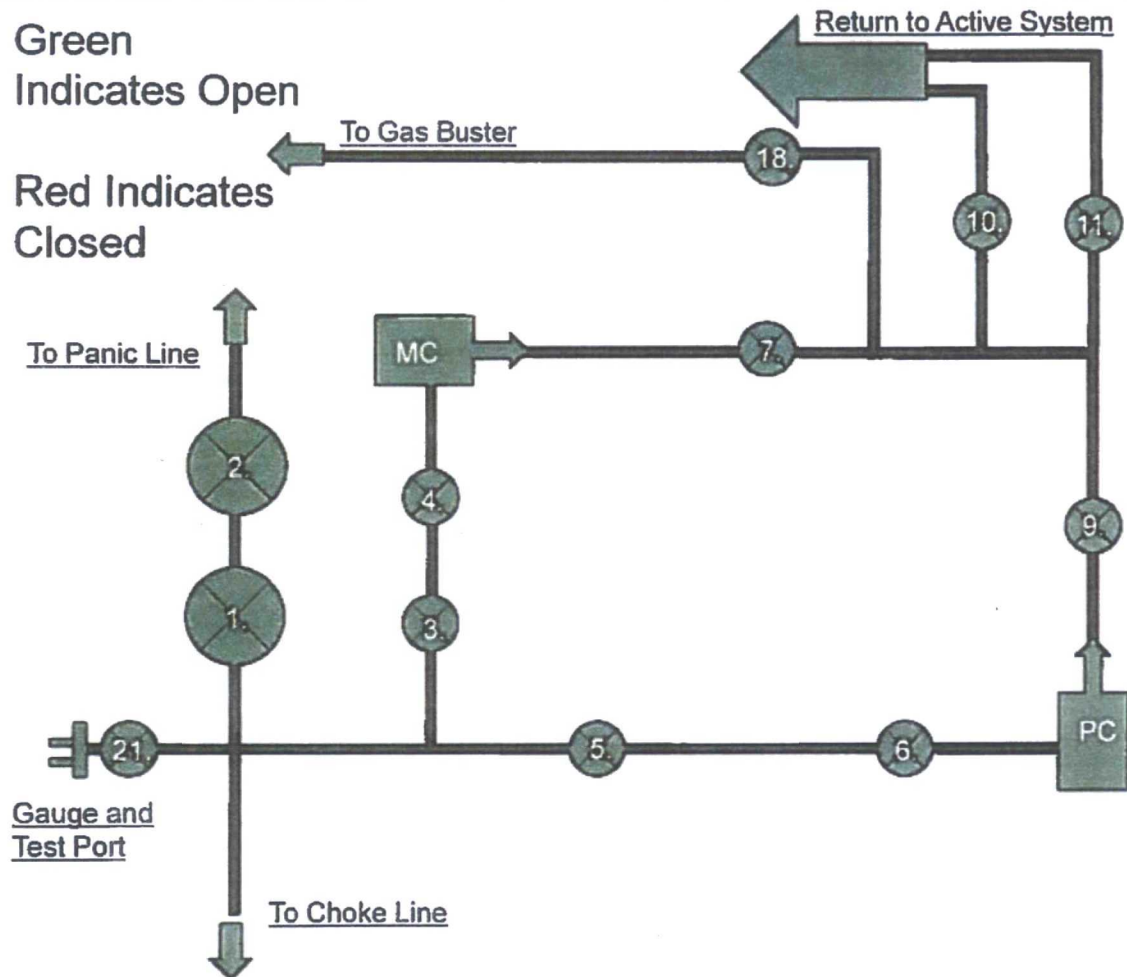 Green
Indicates Open
Red Indicates
Closed
Return to Active System
To Gas Buster
18.
10.
11.
To Panic Line
MC
7.
2.
4.
9.
1.
3.
21.
5.
6.
PC
Gauge and
Test Port
To Choke Line